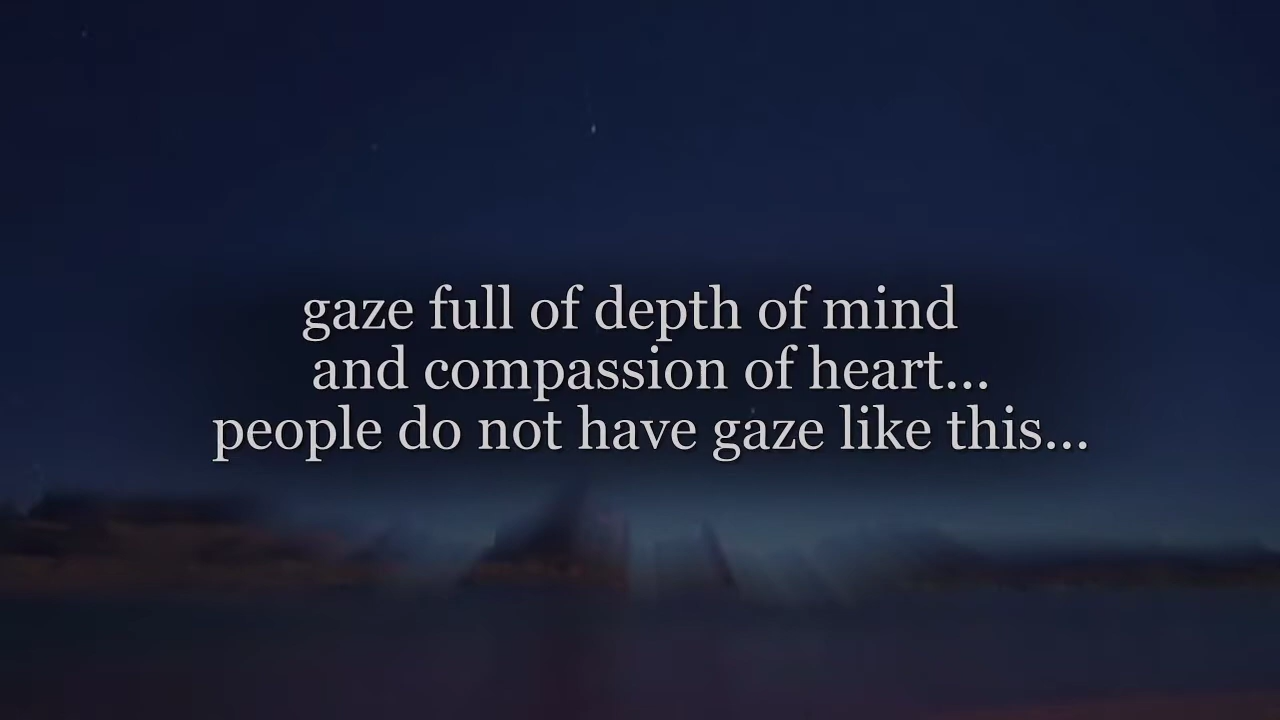 gaze full of depth of mind
and compassion of heart...
people do not have gaze like this...